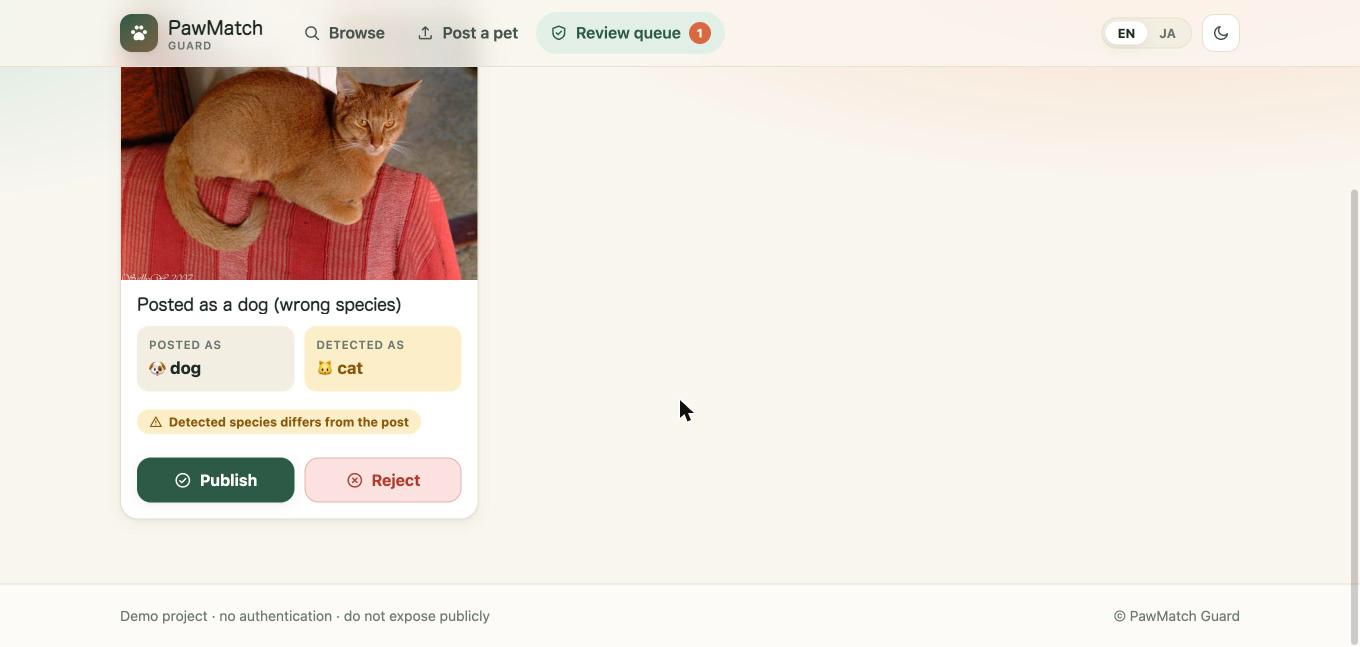 PawMatch
GUARD
Browse
Post a pet
Review queue 1
EN JA
Posted as a dog (wrong species)
POSTED AS
dog
DETECTED AS
cat
Detected species differs from the post
Publish
Reject
Demo project · no authentication · do not expose publicly
© PawMatch Guard